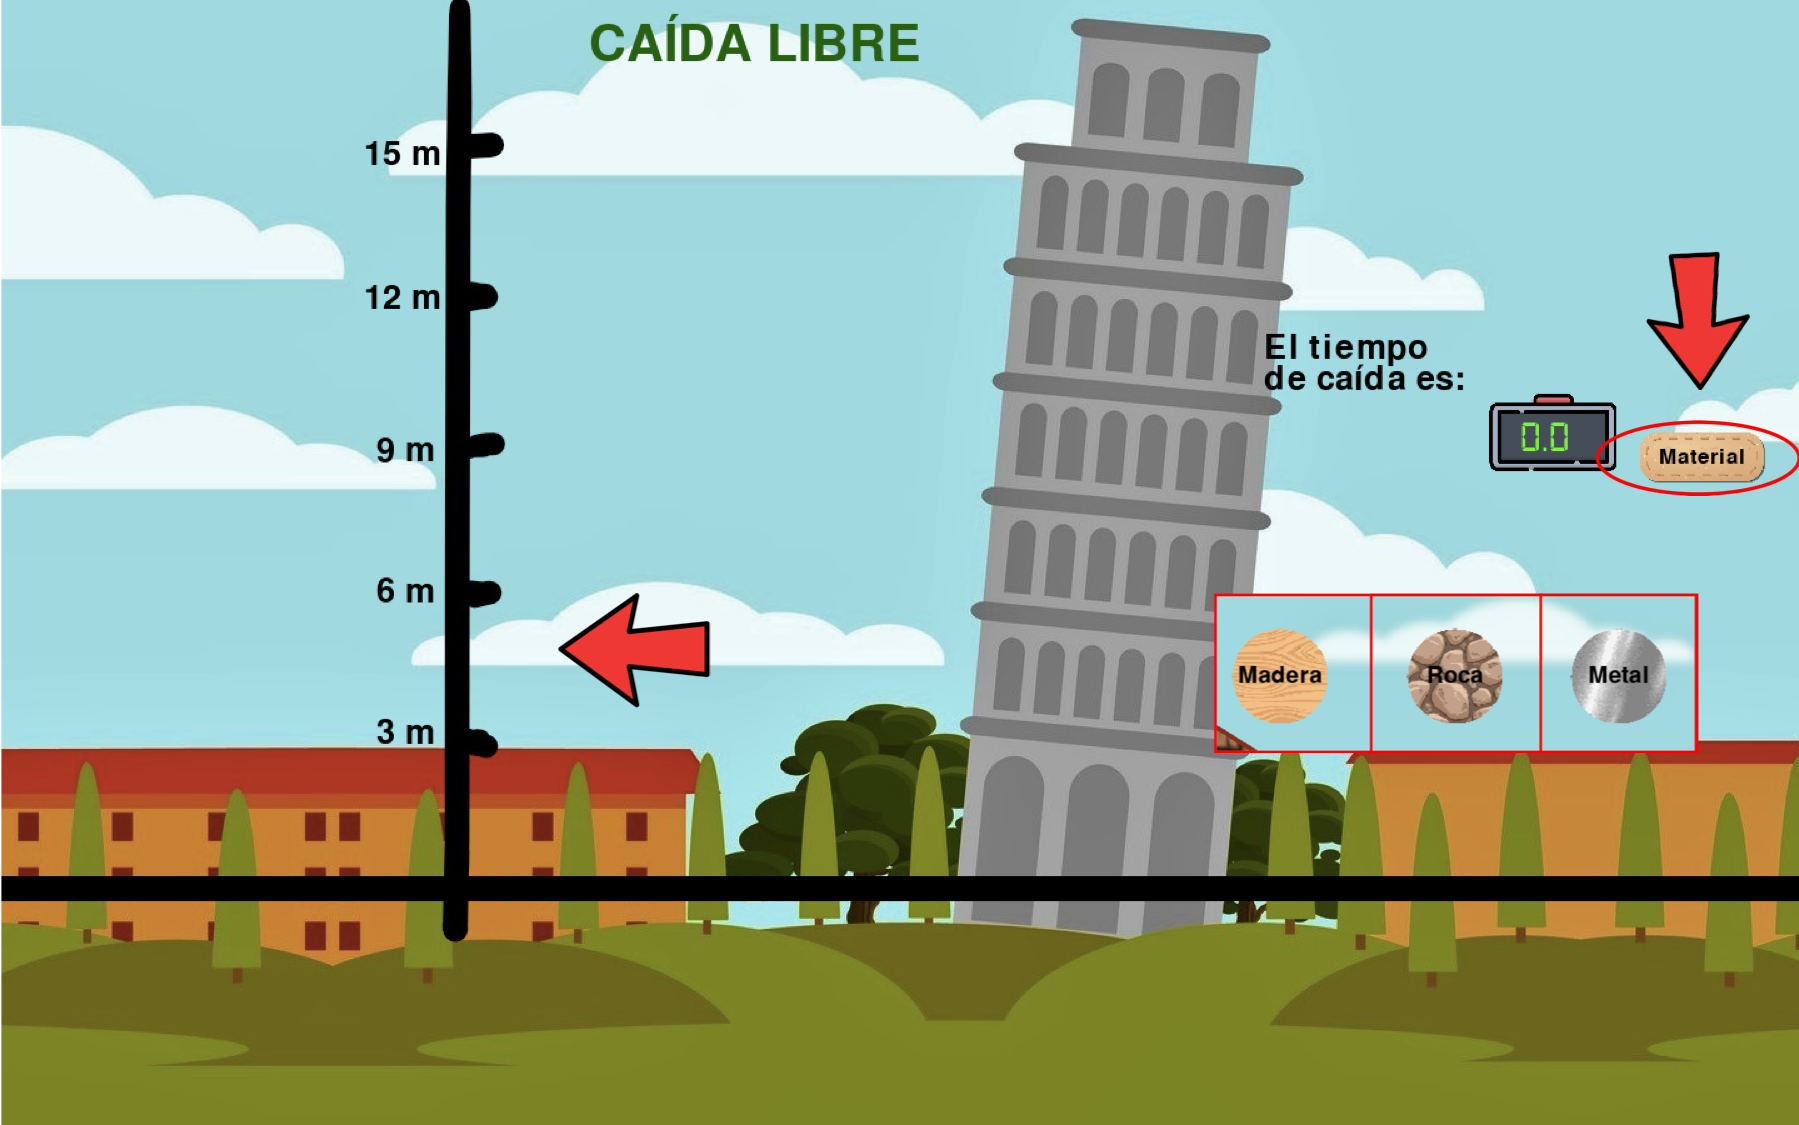 CAÍDA LIBRE
15 m
12 m
9 m
6 m
3 m
El tiempo
de caída es:
0.0
Material
Madera
Roca
Metal